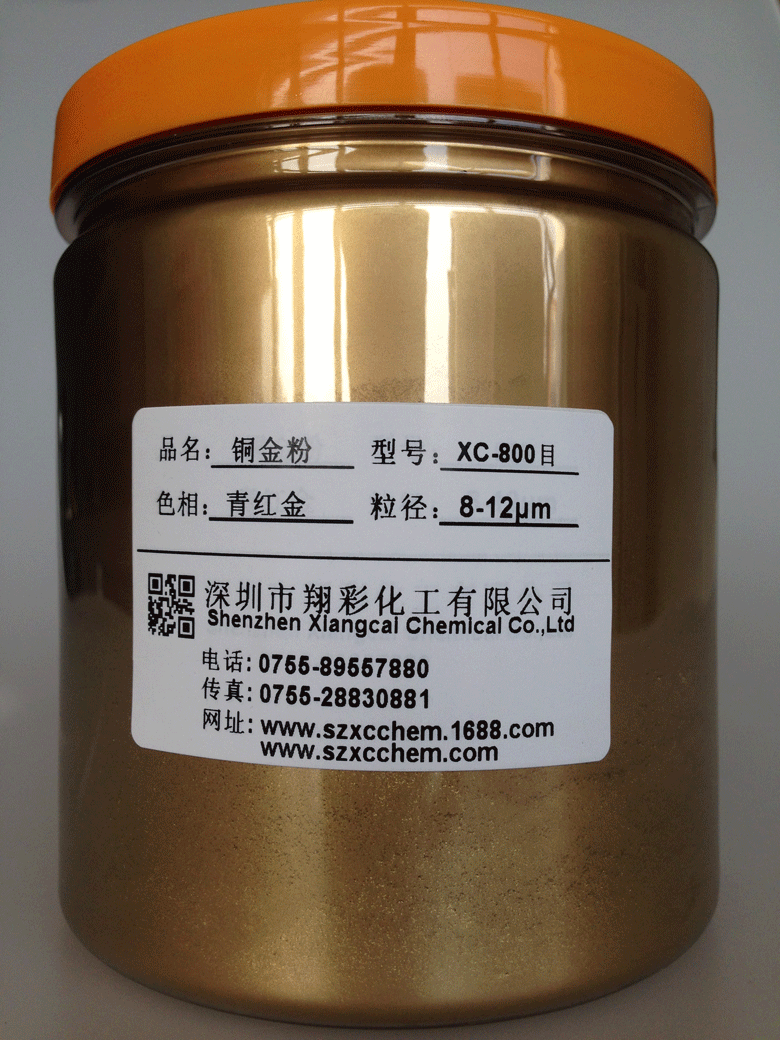 品名: 铜金粉 型号: XC-800目
色相: 青红金 粒径: 8-12μm
深圳市翔彩化工有限公司
Shenzhen Xiangcai Chemical Co.,Ltd
电话: 0755-89557880
传真: 0755-28830881
网址: www.szxcchem.1688.com
www.szxcchem.com